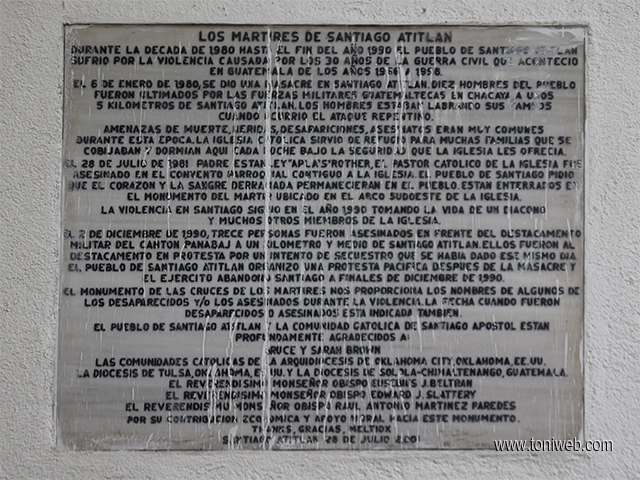 LOS MARTIRES DE SANTIAGO ATITLAN
DURANTE LA DECADA DE 1980 HASTA EL FIN DEL AÑO 1990 EL PUEBLO DE SANTIAGO ATITLAN
SUFRIO POR LA VIOLENCIA CAUSADA POR LOS 30 AÑOS DE LA GUERRA CIVIL QUE ACONTECIO
EN GUATEMALA DE LOS AÑOS 1966 A 1996.
EL 6 ENERO DE 1980, SE DIO UNA MASACRE EN SANTIAGO ATITLAN. DIEZ HOMBRES DEL PUEBLO
FUERON ULTIMADOS POR LAS FUERZAS MILITARES GUATEMALTECAS EN CHACAYA A UNOS
5 KILOMETROS DE SANTIAGO ATITLAN. LOS HOMBRES ESTABAN LABRANDO SUS CAMPOS
CUANDO OCURRIO EL ATAQUE REPENTINO.
AMENAZAS DE MUERTE, HERIDAS, DESAPARICIONES, ASESINATOS ERAN MUY COMUNES
DURANTE ESTA EPOCA. LA IGLESIA CATOLICA SIRVIO DE REFUGIO PARA MUCHAS FAMILIAS QUE SE
COBIJABAN Y DORMIAN AQUI CADA NOCHE BAJO LA SEGURIDAD QUE LA IGLESIA LES OFRECIA.
EL 28 DE JULIO DE 1981 PADRE ESTANLEY "APLA'S" ROTHER, EL PASTOR CATOLICO DE LA IGLESIA FUE
ASESINADO EN EL CONVENTO PARROQUIAL CONTIGUO A LA IGLESIA. EL PUEBLO DE SANTIAGO PIDIO
QUE EL CORAZON Y LA SANGRE DERRAMADA PERMANECIERAN EN EL PUEBLO. ESTAN ENTERRADOS EN
EL MONUMENTO DEL MARTIR UBICADO EN EL ARCO SUDOESTE DE LA IGLESIA.
LA VIOLENCIA EN SANTIAGO SIGUIO EN EL AÑO 1990 TOMANDO LA VIDA DE UN DIACONO
Y MUCHOS OTROS MIEMBROS DE LA IGLESIA.
EL 2 DE DICIEMBRE DE 1990, TRECE PERSONAS FUERON ASESINADOS EN FRENTE DEL DESTACAMENTO
MILITAR DEL CANTON PANABAJ A UN KILOMETRO Y MEDIO DE SANTIAGO ATITLAN. ELLOS FUERON AL
DESTACAMENTO EN PROTESTA POR UN INTENTO DE SECUESTRO QUE SE HABIA DADO ESE MISMO DIA.
EL PUEBLO DE SANTIAGO ATITLAN ORGANIZO UNA PROTESTA PACIFICA DESPUES DE LA MASACRE Y
EL EJERCITO ABANDONO SANTIAGO A FINALES DE DICIEMBRE DE 1990.
EL MONUMENTO DE LAS CRUCES DE LOS MARTIRES NOS PROPORCIONA LOS NOMBRES DE ALGUNOS DE
LOS DESAPARECIDOS Y/O LOS ASESINADOS DURANTE LA VIOLENCIA. LA FECHA CUANDO FUERON
DESAPARECIDOS O ASESINADOS ESTA INDICADA TAMBIEN.
EL PUEBLO DE SANTIAGO ATITLAN Y LA COMUNIDAD CATOLICA DE SANTIAGO APOSTOL ESTAN
PROFUNDAMENTE AGRADECIDOS A:
BRUCE Y SARAH BROWN
LAS COMUNIDADES CATOLICAS DE LA ARQUIDIOCESIS DE OKLAHOMA CITY, OKLAHOMA, EE.UU.
LA DIOCESIS DE TULSA, OKLAHOMA, EE.UU. Y LA DIOCESIS DE SOLOLA-CHIMALTENANGO, GUATEMALA.
EL REVERENDISIMO MONSEÑOR OBISPO EUSEBIUS J. BELTRAN
EL REVERENDISIMO MONSEÑOR OBISPO EDWARD J. SLATTERY
EL REVERENDISIMO MONSEÑOR OBISPO RAUL ANTONIO MARTINEZ PAREDES
POR SU CONTRIBUCION ECONOMICA Y APOYO MORAL HACIA ESTE MONUMENTO.
THANKS, GRACIAS, MELTIOX
SANTIAGO ATITLAN 28 DE JULIO 2001
www.toniweb.com